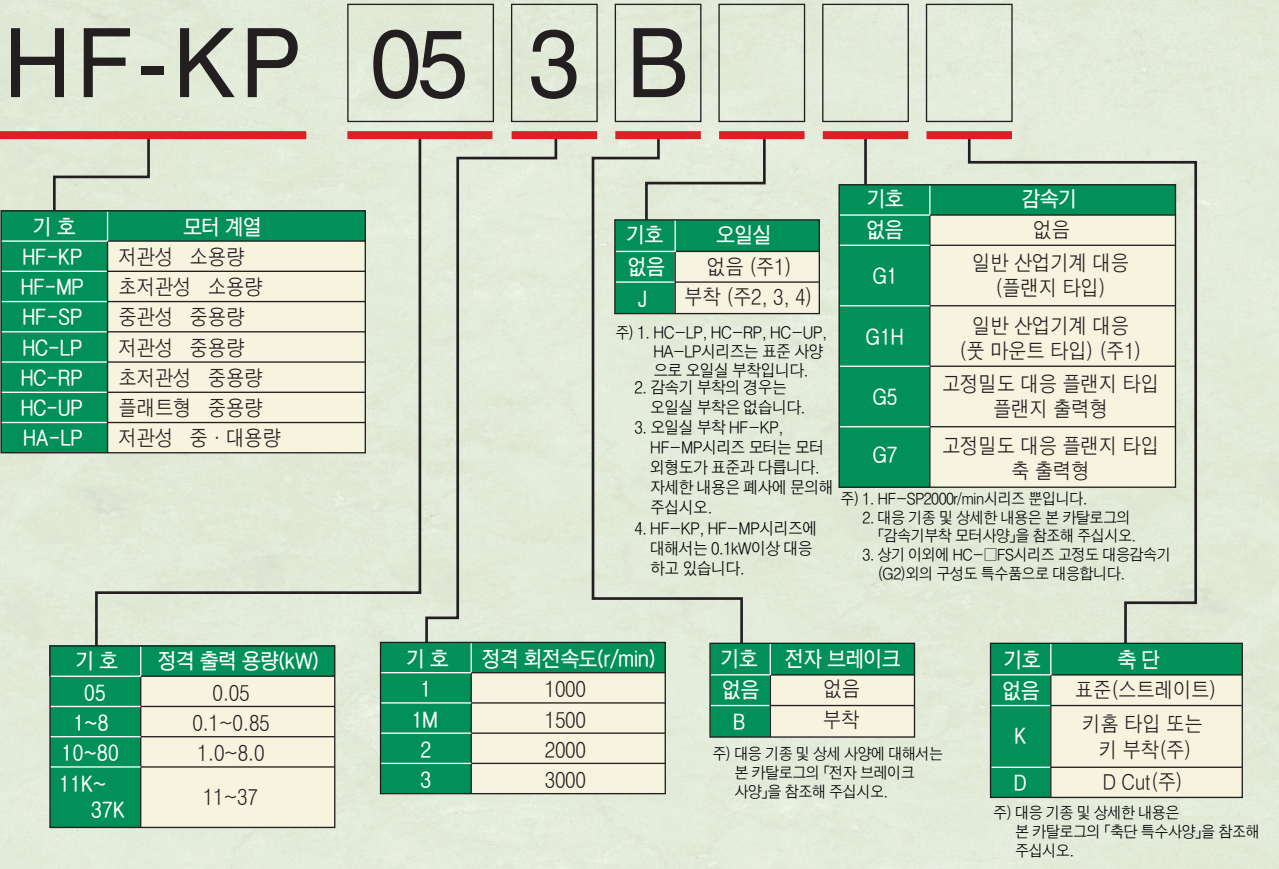 HF-KP 05 3 B
기 호 모터 계열
HF-KP 저관성 소용량
HF-MP 초저관성 소용량
HF-SP 중관성 중용량
HC-LP 저관성 중용량
HC-RP 초저관성 중용량
HC-UP 플래트형 중용량
HA-LP 저관성 중 · 대용량
기호 오일실
없음 없음 (주1)
J 부착 (주2, 3, 4)
주) 1. HC-LP, HC-RP, HC-UP,
HA-LP시리즈는 표준 사양
으로 오일실 부착입니다.
2. 감속기 부착의 경우는
오일실 부착은 없습니다.
3. 오일실 부착 HF-KP,
HF-MP시리즈 모터는 모터
외형도가 표준과 다릅니다.
자세한 내용은 폐사에 문의해
주십시오.
4. HF-KP, HF-MP시리즈에
대해서는 0.1kW이상 대응
하고 있습니다.
기호 감속기
없음 없음
G1 일반 산업기계 대응
(플랜지 타입)
G1H 일반 산업기계 대응
(풋 마운트 타입) (주1)
G5 고정밀도 대응 플랜지 타입
플랜지 출력형
G7 고정밀도 대응 플랜지 타입
축 출력형
주) 1. HF-SP2000r/min시리즈 뿐입니다.
2. 대응 기종 및 상세한 내용은 본 카탈로그의
「감속기부착 모터사양」을 참조해 주십시오.
3. 상기 이외에 HC-□FS시리즈 고정도 대응감속기
(G2)외의 구성도 특수품으로 대응합니다.
기 호 정격 출력 용량(kW)
05 0.05
1~8 0.1~0.85
10~80 1.0~8.0
11K~
37K 11~37
기 호 정격 회전속도(r/min)
1 1000
1M 1500
2 2000
3 3000
기호 전자 브레이크
없음 없음
B 부착
주) 대응 기종 및 상세 사양에 대해서는
본 카탈로그의 「전자 브레이크
사양」을 참조해 주십시오.
기호 축 단
없음 표준(스트레이트)
K 키홈 타입 또는
키 부착(주)
D D Cut(주)
주) 대응 기종 및 상세한 내용은
본 카탈로그의 「축단 특수사양」을 참조해
주십시오.